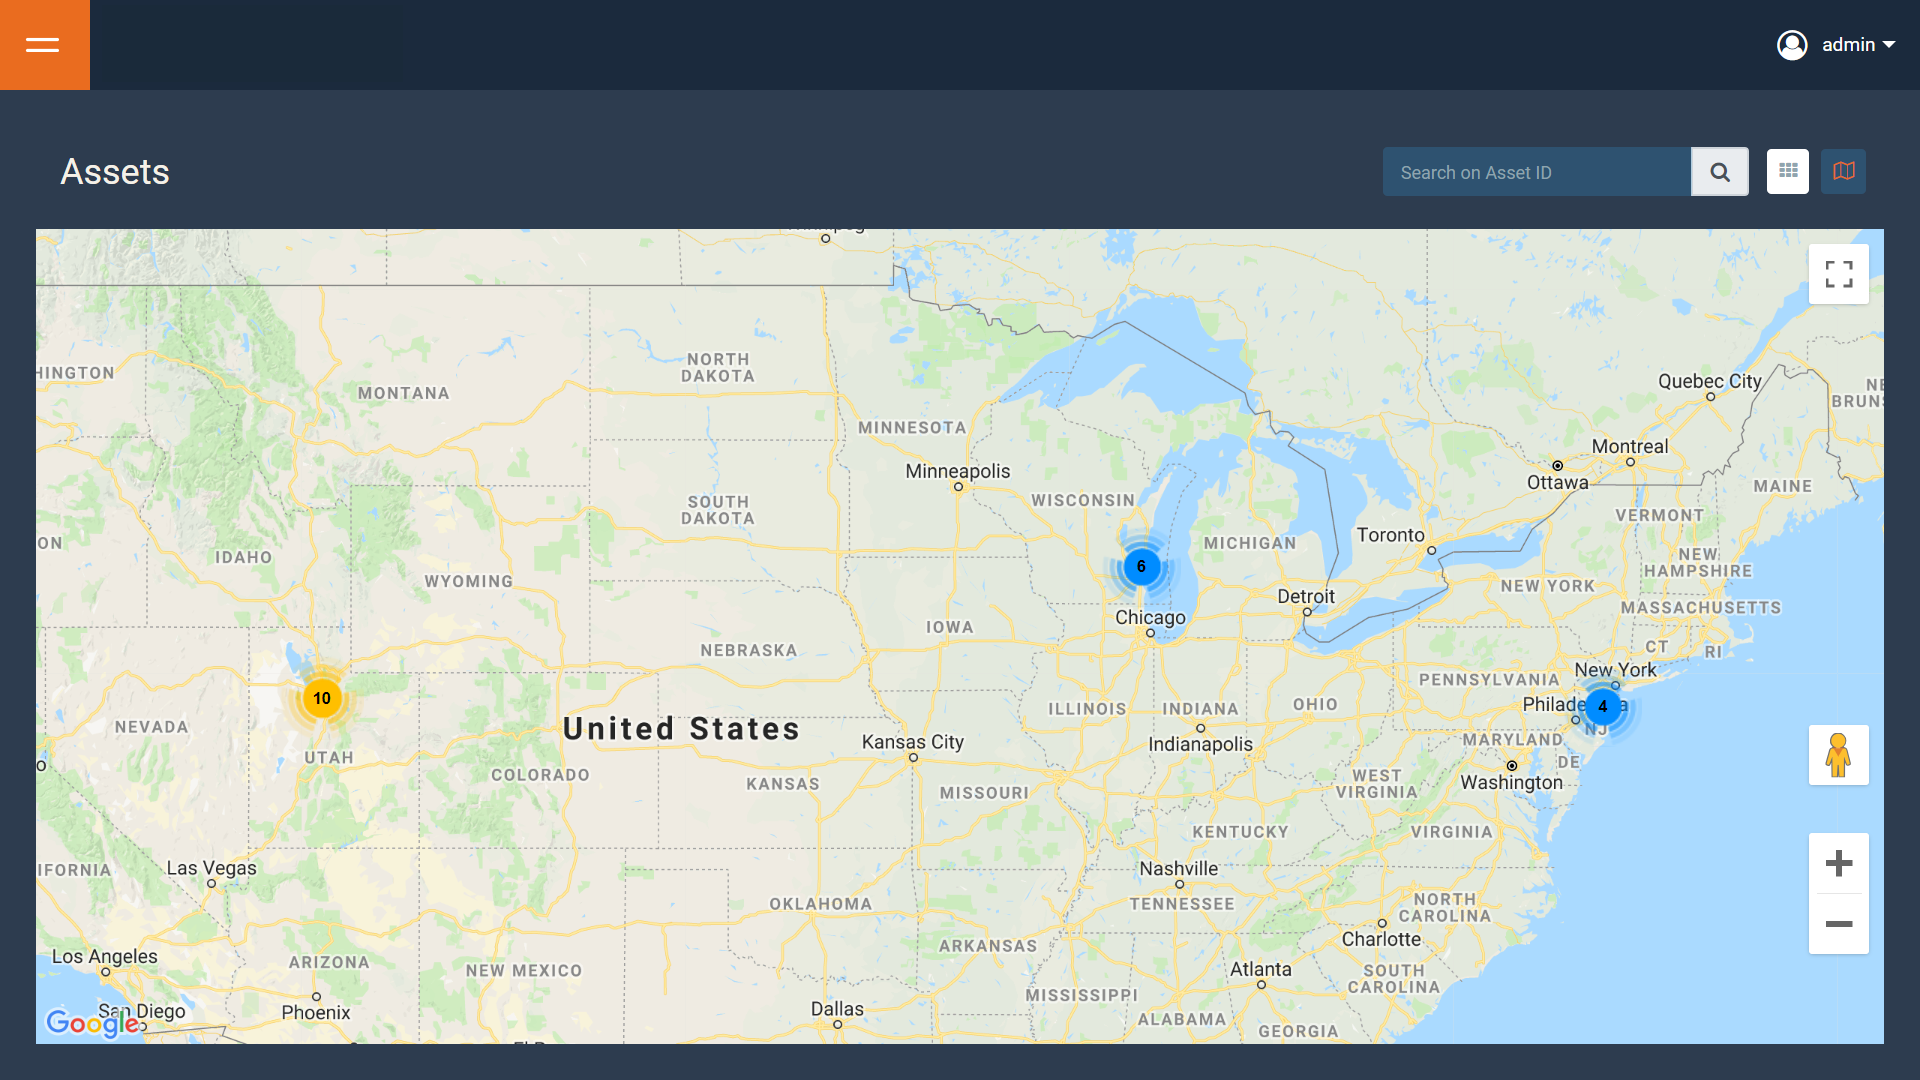 admin
Assets
Search on Asset ID
HINGTON
MONTANA
NORTH
DAKOTA
MINNESOTA
Minneapolis
SOUTH
DAKOTA
WISCONSIN
Quebec City
BRUNS
Montreal
Ottawa
MAINE
VERMONT
Toronto
MICHIGAN
NEW
HAMPSHIRE
ON
IDAHO
WYOMING
6
Detroit
NEW YORK
MASSACHUSETTS
Chicago
IOWA
CT
RI
NEBRASKA
New York
PENNSYLVANIA
10
4
ILLINOIS
INDIANA
OHIO
NJ
NEVADA
United States
Kansas City
Indianapolis
MARYLAND
DE
UTAH
COLORADO
KANSAS
MISSOURI
WEST
VIRGINIA
Washington
KENTUCKY
VIRGINIA
IFORNIA
Las Vegas
Nashville
OKLAHOMA
TENNESSEE
NORTH
CAROLINA
Charlotte
ARKANSAS
Los Angeles
ARIZONA
NEW MEXICO
Atlanta
SOUTH
CAROLINA
MISSISSIPPI
San Diego
Phoenix
Dallas
ALABAMA
GEORGIA
Google